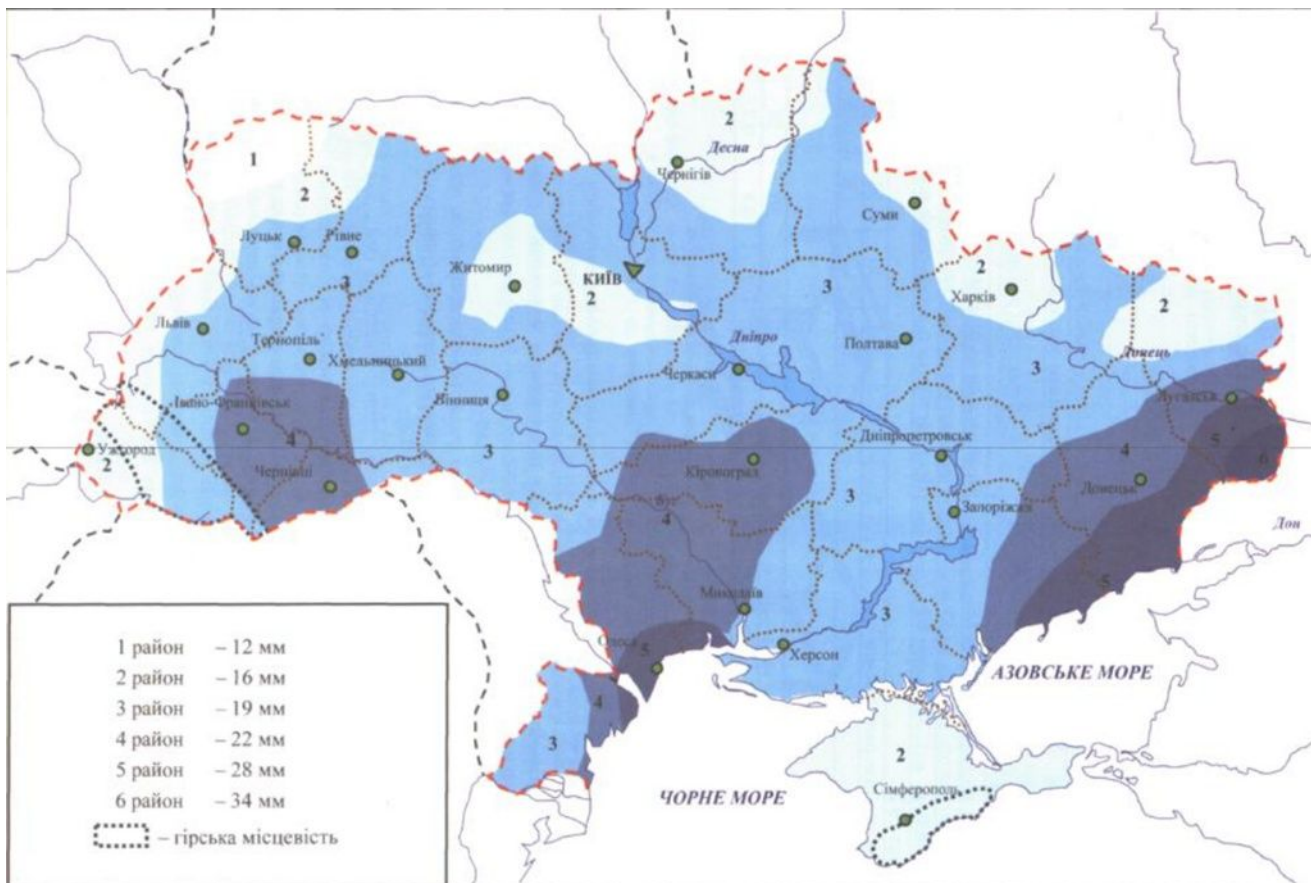 2
Десна
1
Чернігів
2
Суми
Луцьк
Рівне
КИЇВ
Житомир
2
Харків
3
2
3
2
Львів
Дніпро
Полтава
Тернопіль
Хмельницький
Донець
Черкаси
3
Вінниця
Луганськ
Івано-Франківськ
4
Дніпропетровськ
5
Ужгород
3
Кіровоград
4
6
2
Чернівці
Донецьк
3
Буг
Запоріжжя
4
Дон
5
Миколаїв
3
Одеса
5
Херсон
АЗОВСЬКЕ МОРЕ
4
3
2
Сімферополь
ЧОРНЕ МОРЕ
1 район – 12 мм
2 район – 16 мм
3 район – 19 мм
4 район – 22 мм
5 район – 28 мм
6 район – 34 мм
– гірська місцевість